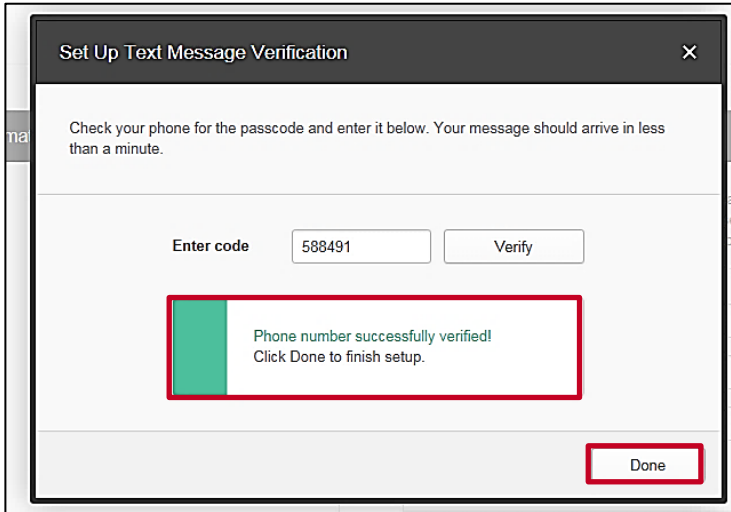 Set Up Text Message Verification
Check your phone for the passcode and enter it below. Your message should arrive in less
than a minute.
Enter code 588491 Verify
Phone number successfully verified!
Click Done to finish setup.
Done